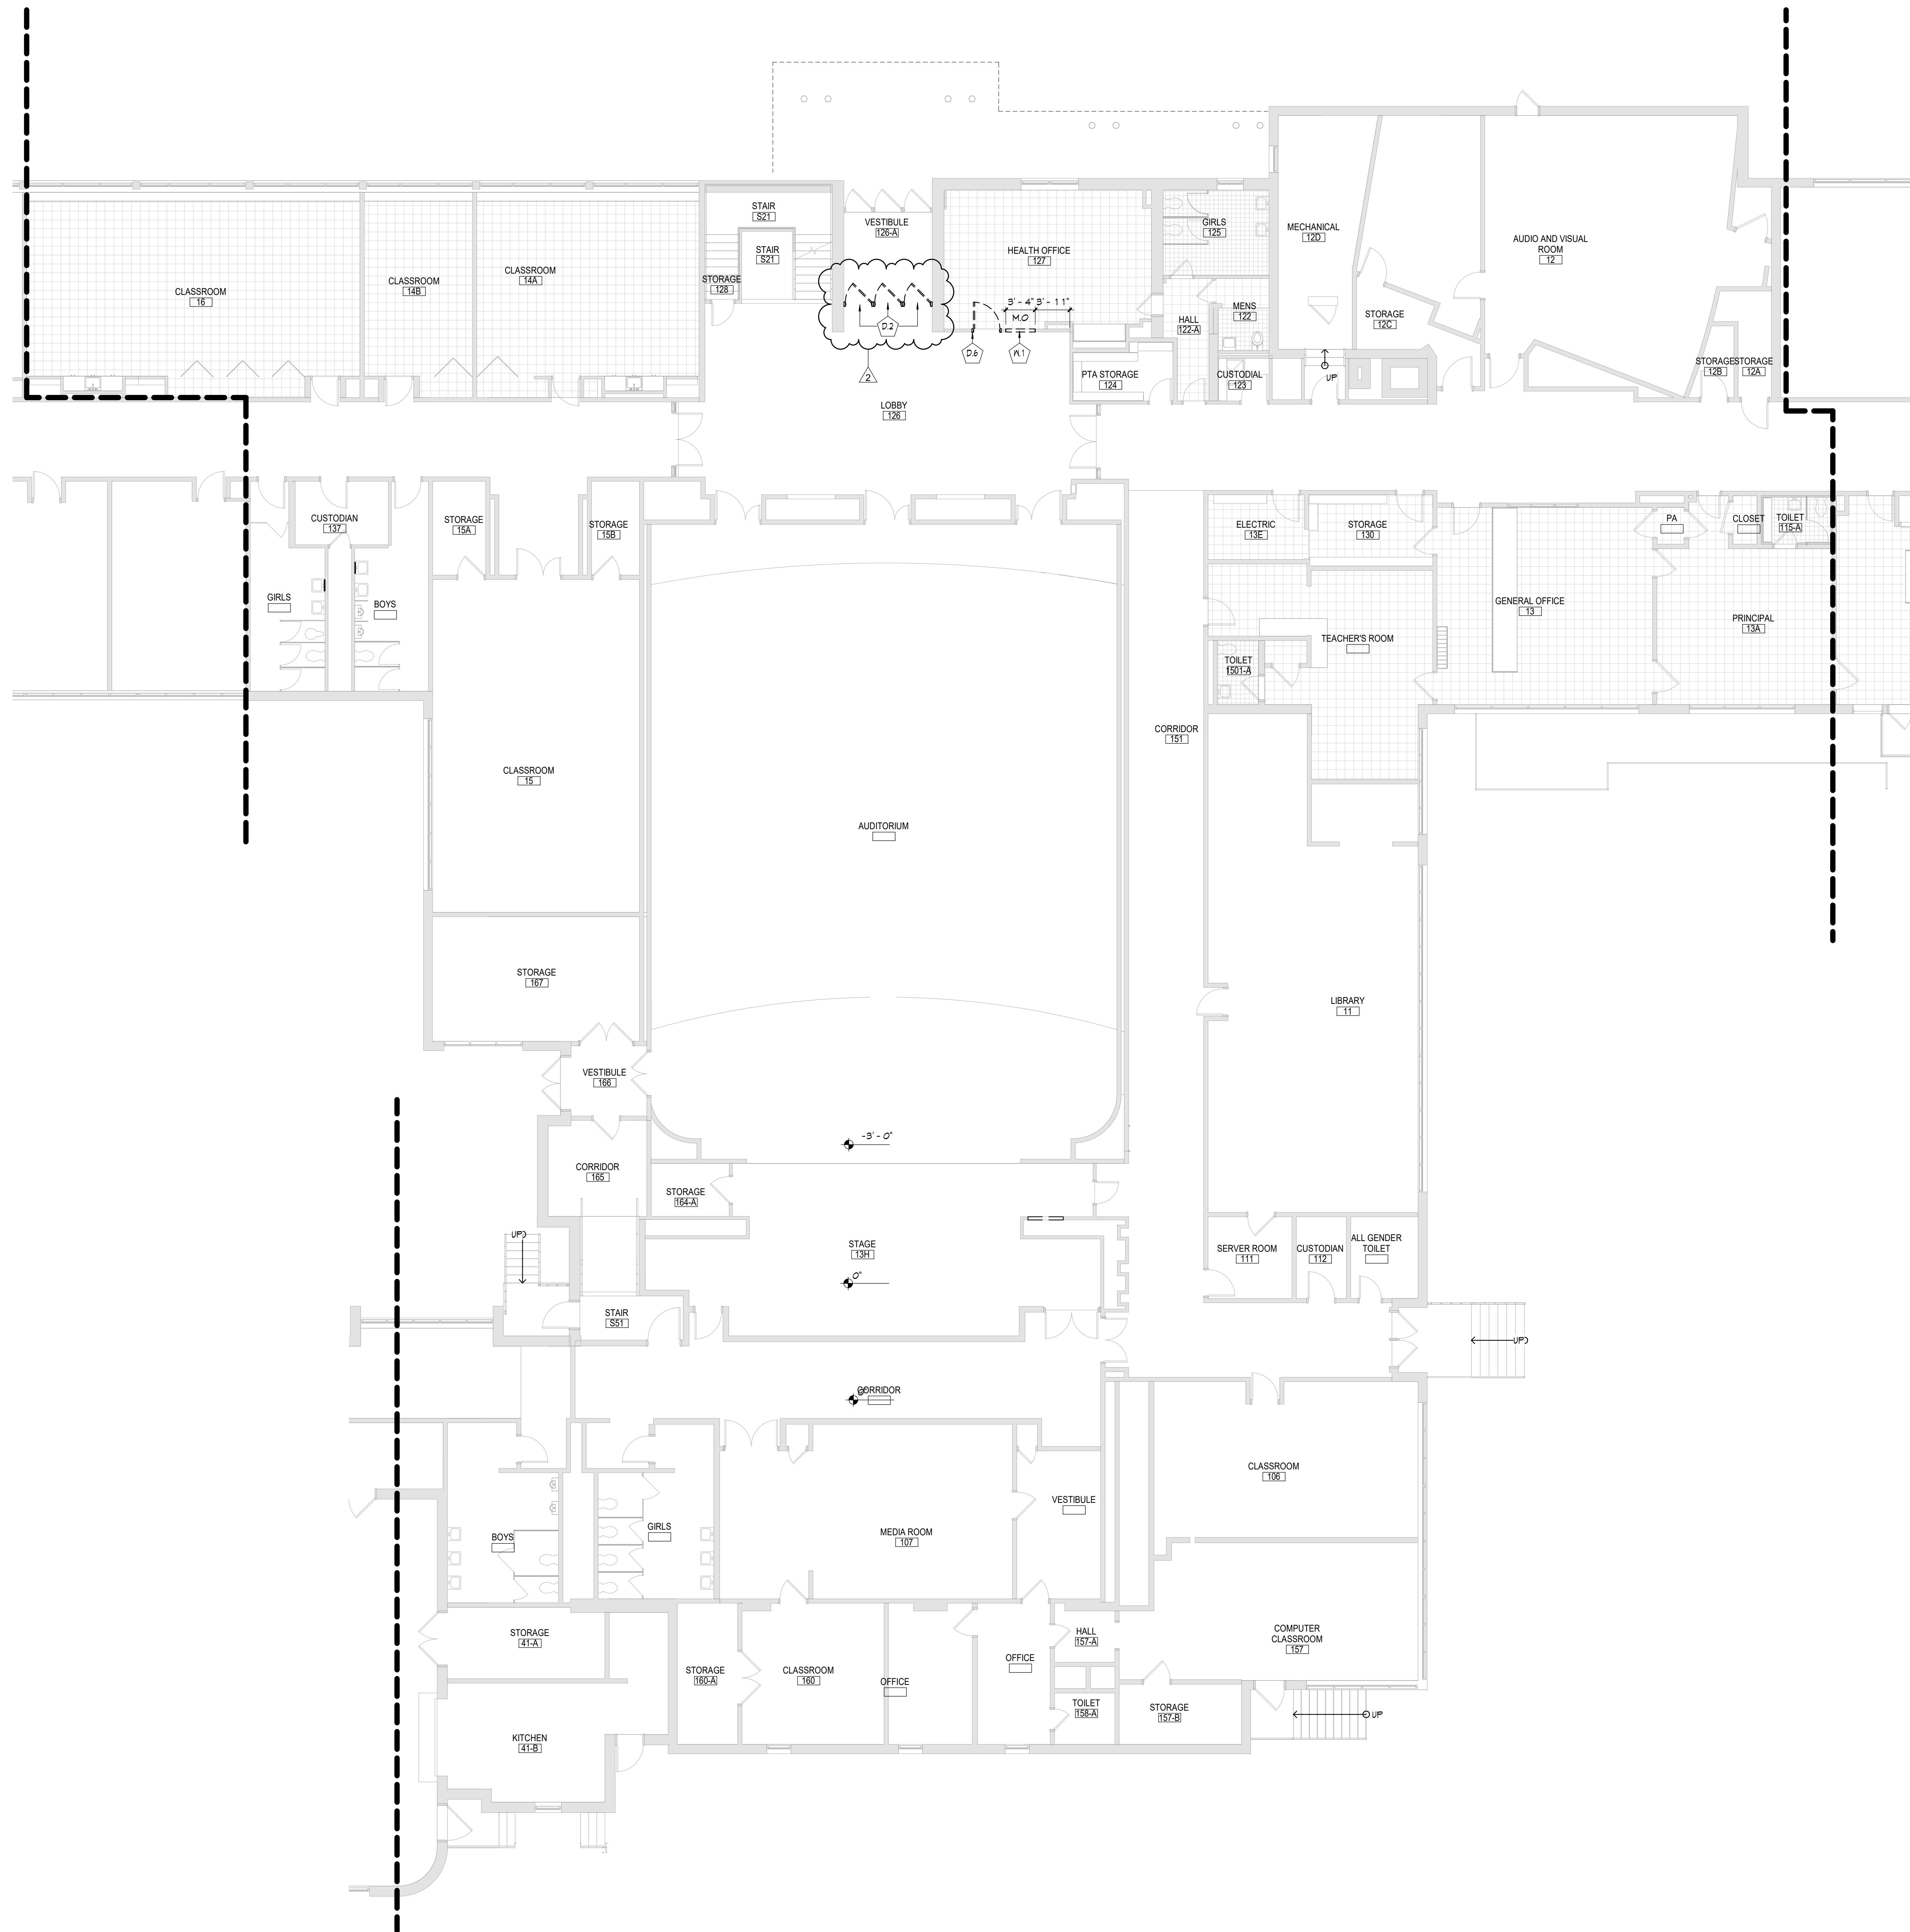 STAIR
S21
VESTIBULE
126-A
GIRLS
125
MECHANICAL
12D
AUDIO AND VISUAL
ROOM
12
STAIR
S21
HEALTH OFFICE
127
CLASSROOM
16
CLASSROOM
14B
CLASSROOM
14A
STORAGE
128
3' - 4" 3' - 11"
M.O
D.2
D.6
W.1
2
MENS
122
HALL
122-A
STORAGE
12C
PTA STORAGE
124
CUSTODIAL
123
UP
STORAGE
12B
STORAGE
12A
LOBBY
126
CUSTODIAN
137
STORAGE
15A
STORAGE
15B
ELECTRIC
13E
STORAGE
130
PA
CLOSET
TOILET
115-A
GIRLS
BOYS
GENERAL OFFICE
13
PRINCIPAL
13A
TEACHER'S ROOM
TOILET
1501-A
CORRIDOR
151
CLASSROOM
15
AUDITORIUM
STORAGE
167
LIBRARY
11
VESTIBULE
166
-3' - 0"
CORRIDOR
165
STORAGE
164-A
UP
STAGE
13H
0"
SERVER ROOM
111
CUSTODIAN
112
ALL GENDER
TOILET
STAIR
S51
UP
CORRIDOR
CLASSROOM
106
VESTIBULE
BOYS
GIRLS
MEDIA ROOM
107
STORAGE
41-A
HALL
157-A
COMPUTER
CLASSROOM
157
STORAGE
160-A
CLASSROOM
160
OFFICE
OFFICE
TOILET
158-A
STORAGE
157-B
UP
KITCHEN
41-B